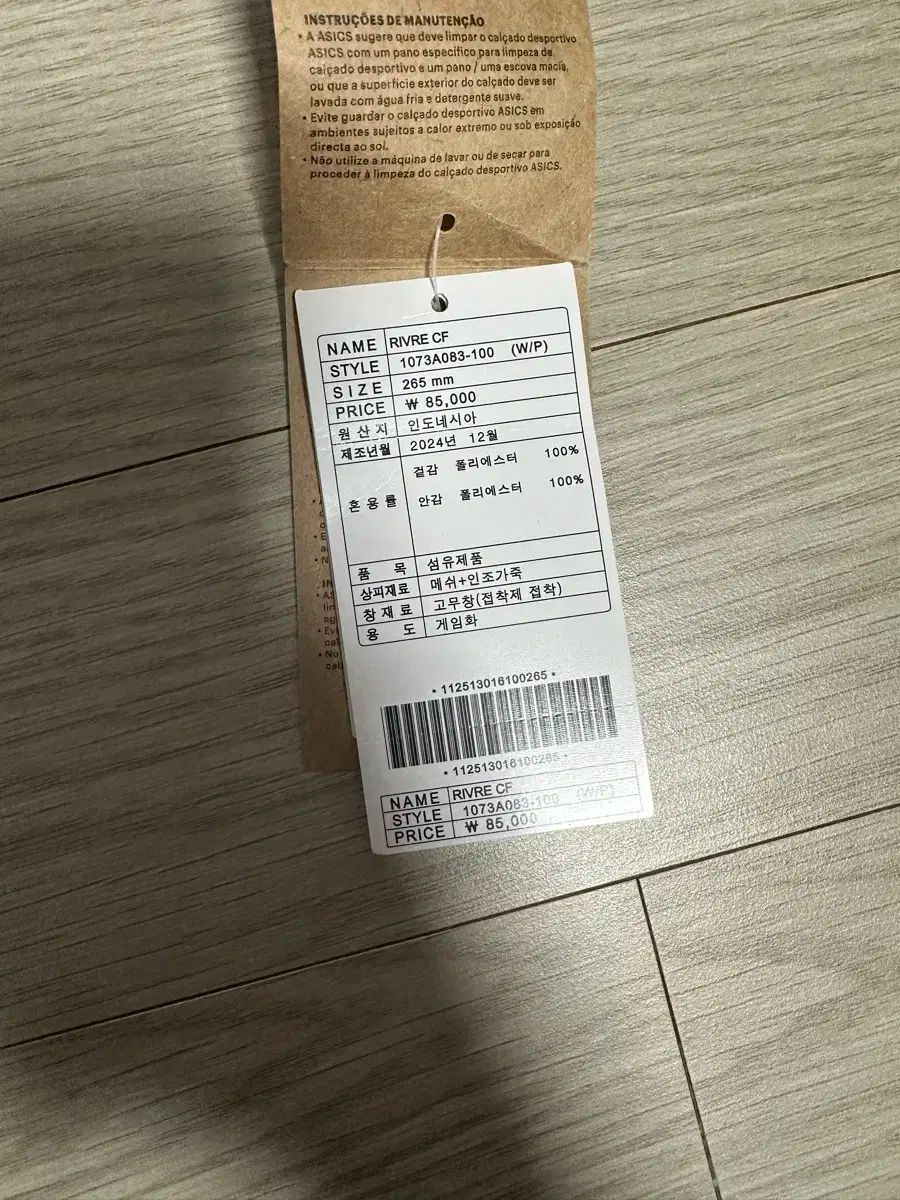 INSTRUÇÕES DE MANUTENÇÃO
• A ASICS sugere que deve limpar o calçado desportivo
ASICS com um pano específico para limpeza de
calçado desportivo e um pano / uma escova macia,
ou que a superfície exterior do calçado deve ser
lavada com água fria e detergente suave.
• Evite guardar o calçado desportivo ASICS em
ambientes sujeitos a calor extremo ou sob exposição
directa ao sol.
• Não utilize a máquina de lavar ou de secar para
proceder à limpeza do calçado desportivo ASICS.
NAME RIVRE CF
STYLE 1073A083-100 (W/P)
SIZE 265 mm
PRICE ₩ 85,000
원산지 인도네시아
제조년월 2024년 12월
혼용률 겉감 폴리에스터 100%
안감 폴리에스터 100%
품 목 섬유제품
상피재료 메쉬+인조가죽
창재료 고무창(접착제 접착)
용 도 게임화
• 112513016100265 •
• 112513016100265 •
NAME RIVRE CF
STYLE 1073A083-100 (W/P)
PRICE ₩ 85,000